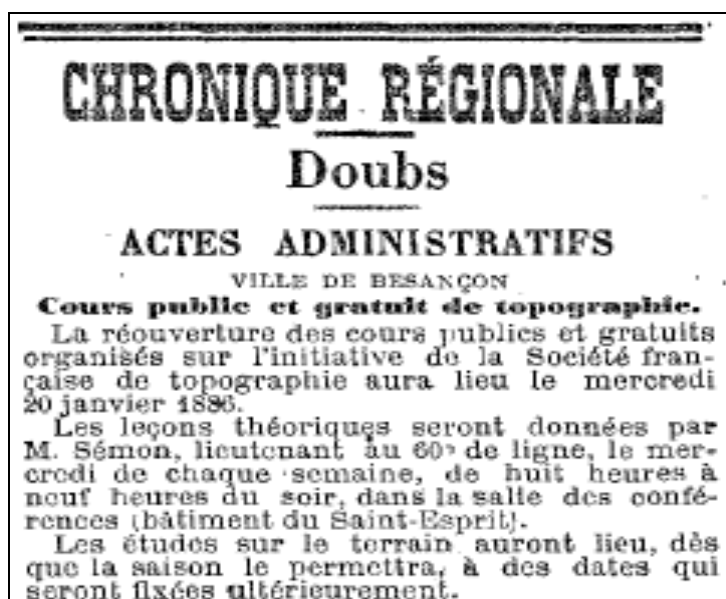 CHRONIQUE RÉGIONALE
Doubs
ACTES ADMINISTRATIFS
VILLE DE BESANÇON
Cours public et gratuit de topographie.
La réouverture des cours publics et gratuits
organisés sur l'initiative de la Société fran-
çaise de topographie aura lieu le mercredi
20 janvier 1886.
Les leçons théoriques seront données par
M. Sémon, lieutenant au 60e de ligne, le mer-
credi de chaque semaine, de huit heures à
neuf heures du soir, dans la salle des confé-
rences (bâtiment du Saint-Esprit).
Les études sur le terrain auront lieu, dès
que la saison le permettra, à des dates qui
seront fixées ultérieurement.